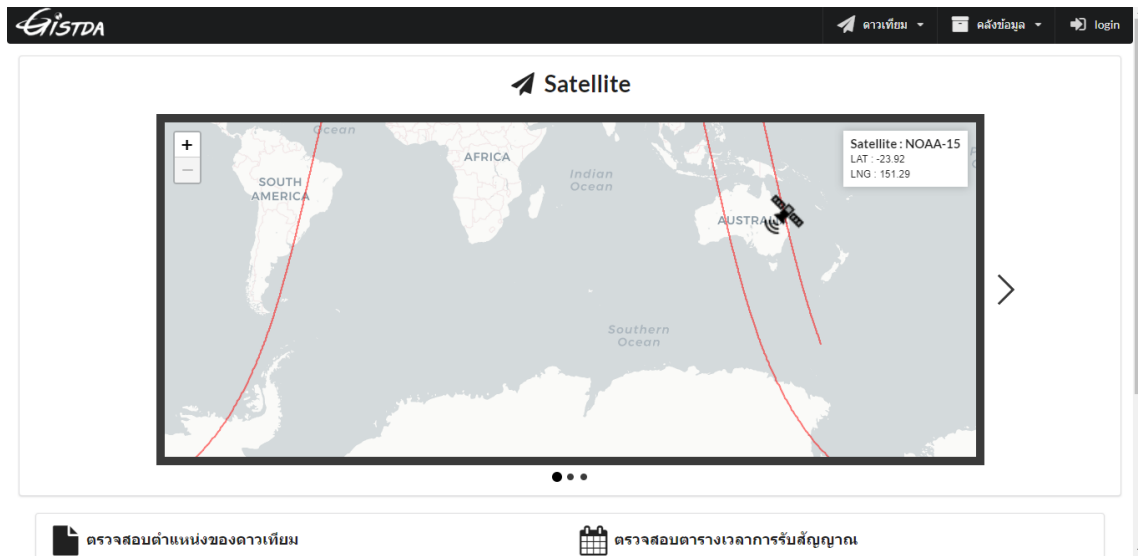 GISTDA
ดาวเทียม
คลังข้อมูล
login
Satellite
+
−
Ocean
AFRICA
Indian
Ocean
SOUTH
AMERICA
AUSTRALIA
Southern
Ocean
Satellite : NOAA-15
LAT : -23.92
LNG : 151.29
ตรวจสอบตำแหน่งของดาวเทียม
ตรวจสอบตารางเวลาการรับสัญญาณ